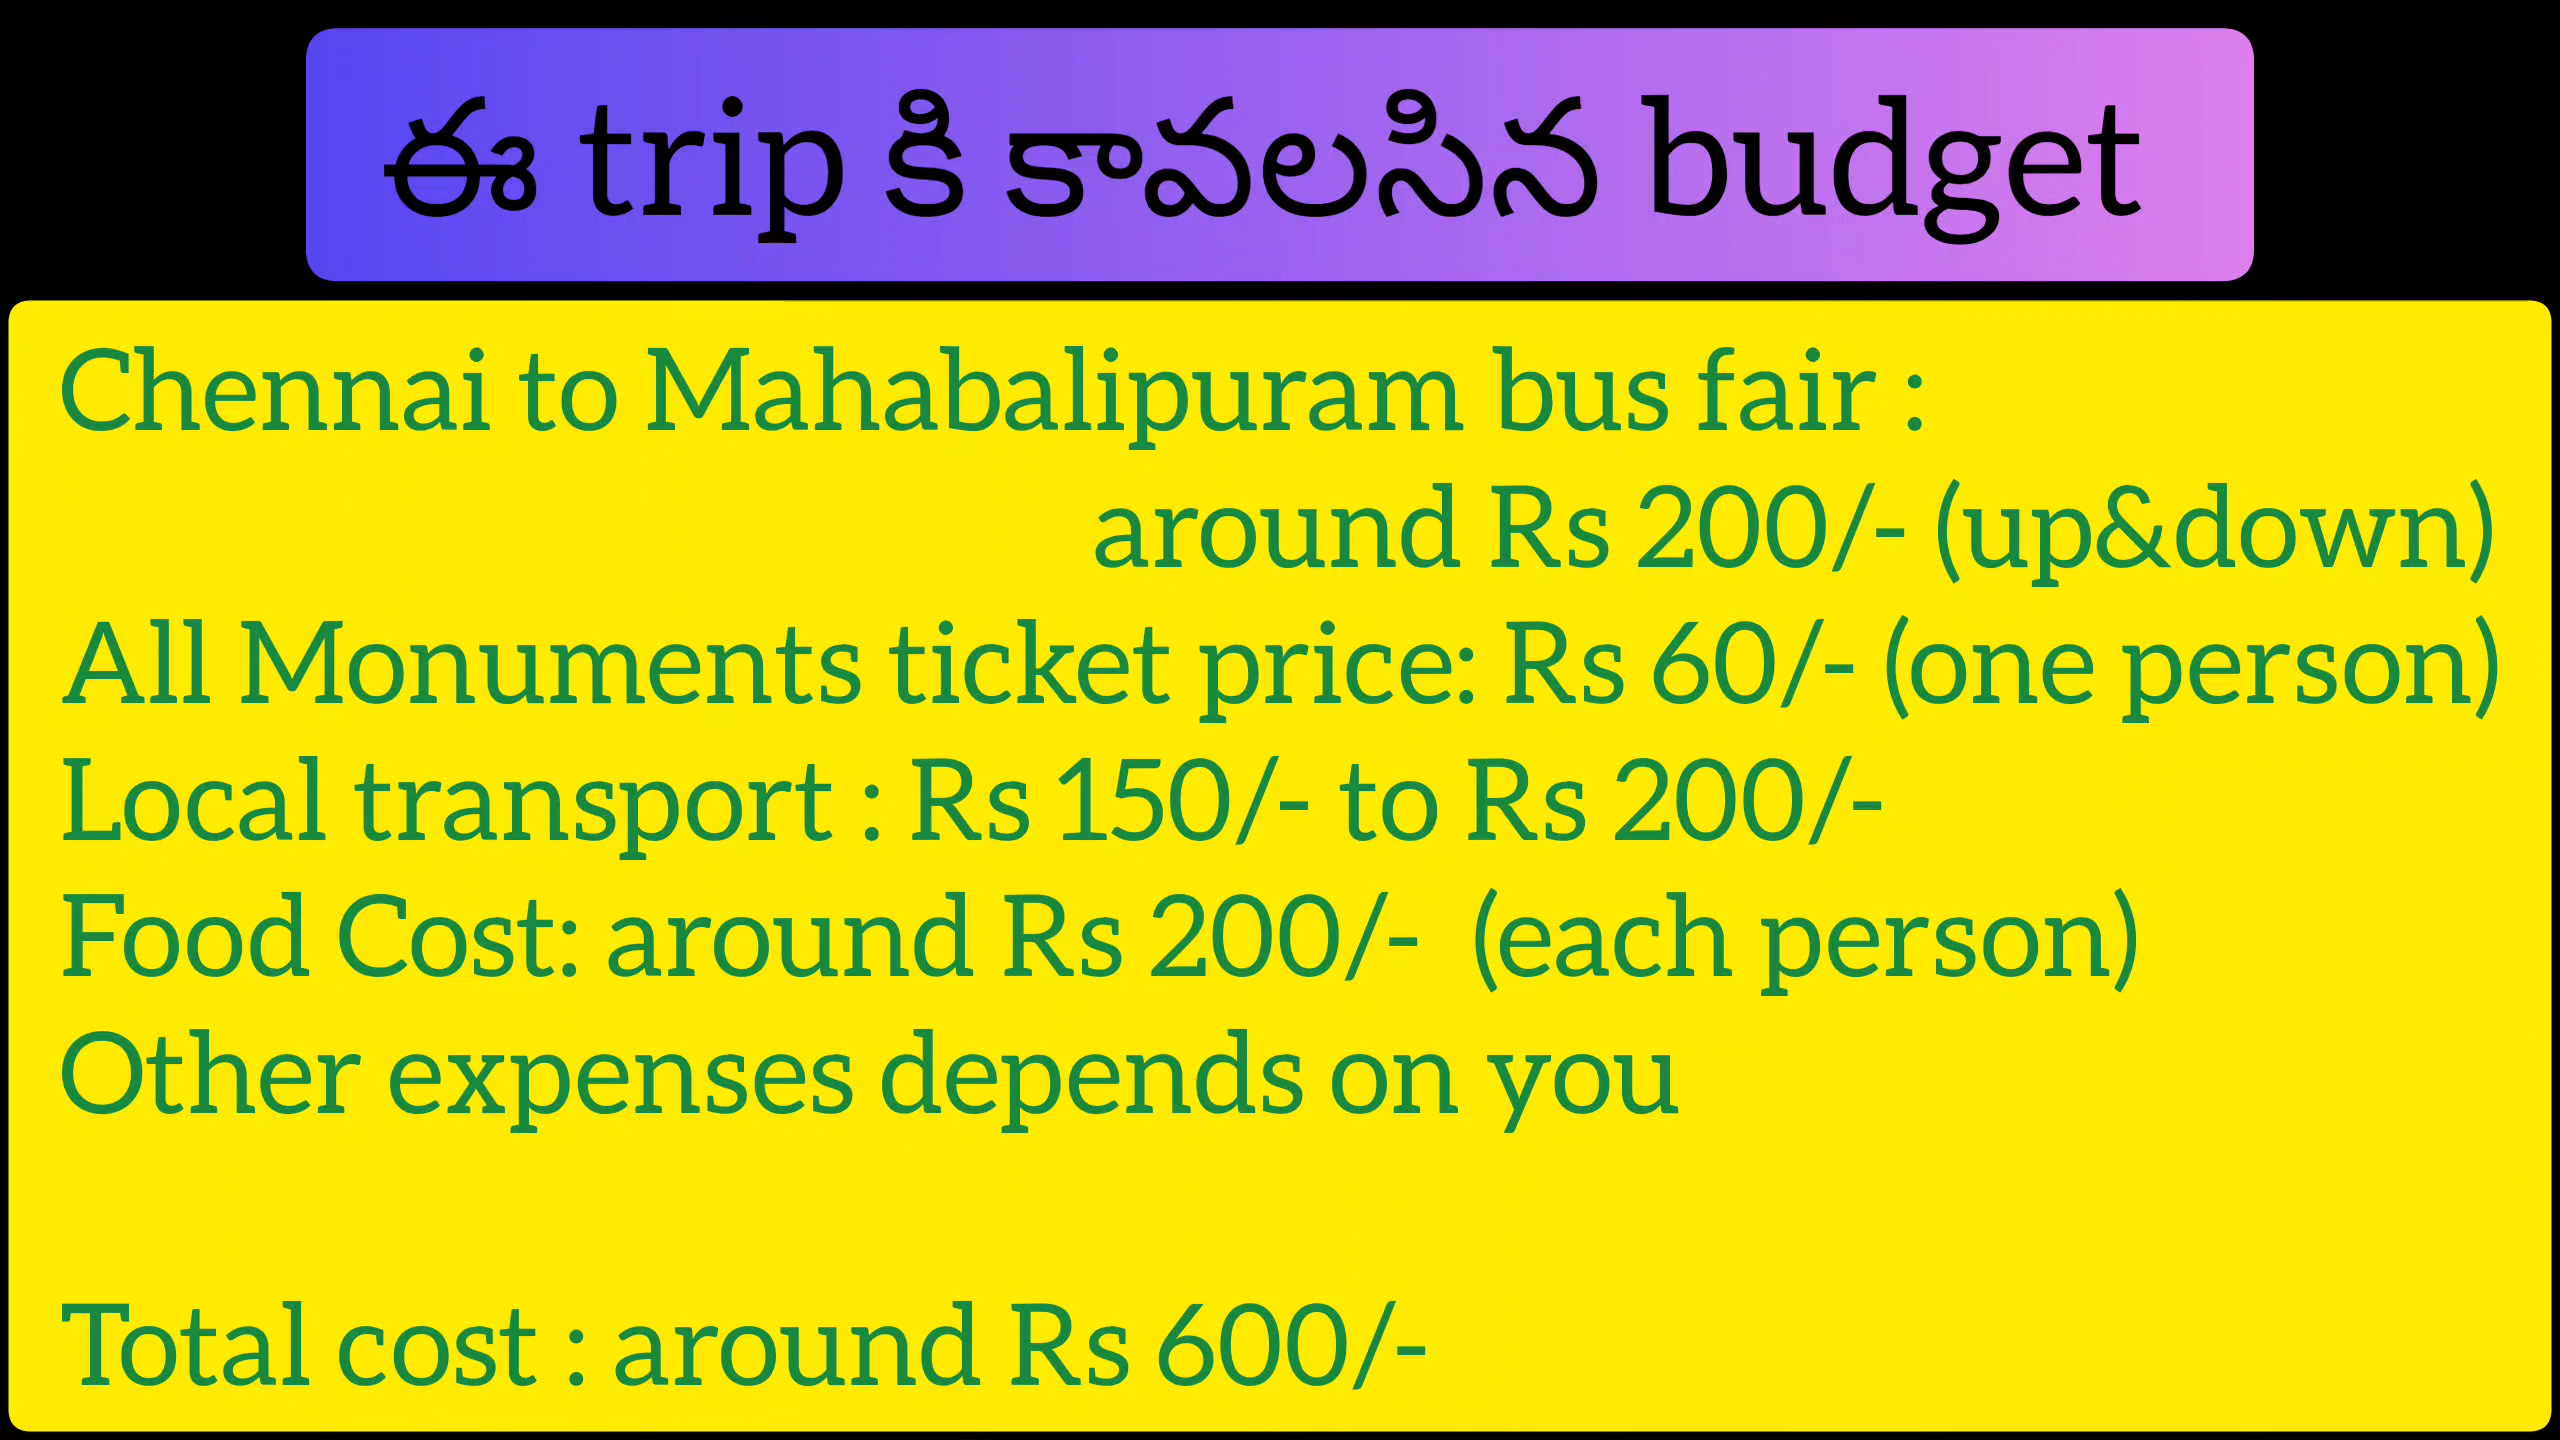 ఈ trip కి కావలసిన budget
Chennai to Mahabalipuram bus fair :
around Rs 200/- (up&down)
All Monuments ticket price: Rs 60/- (one person)
Local transport : Rs 150/- to Rs 200/-
Food Cost: around Rs 200/- (each person)
Other expenses depends on you
Total cost : around Rs 600/-